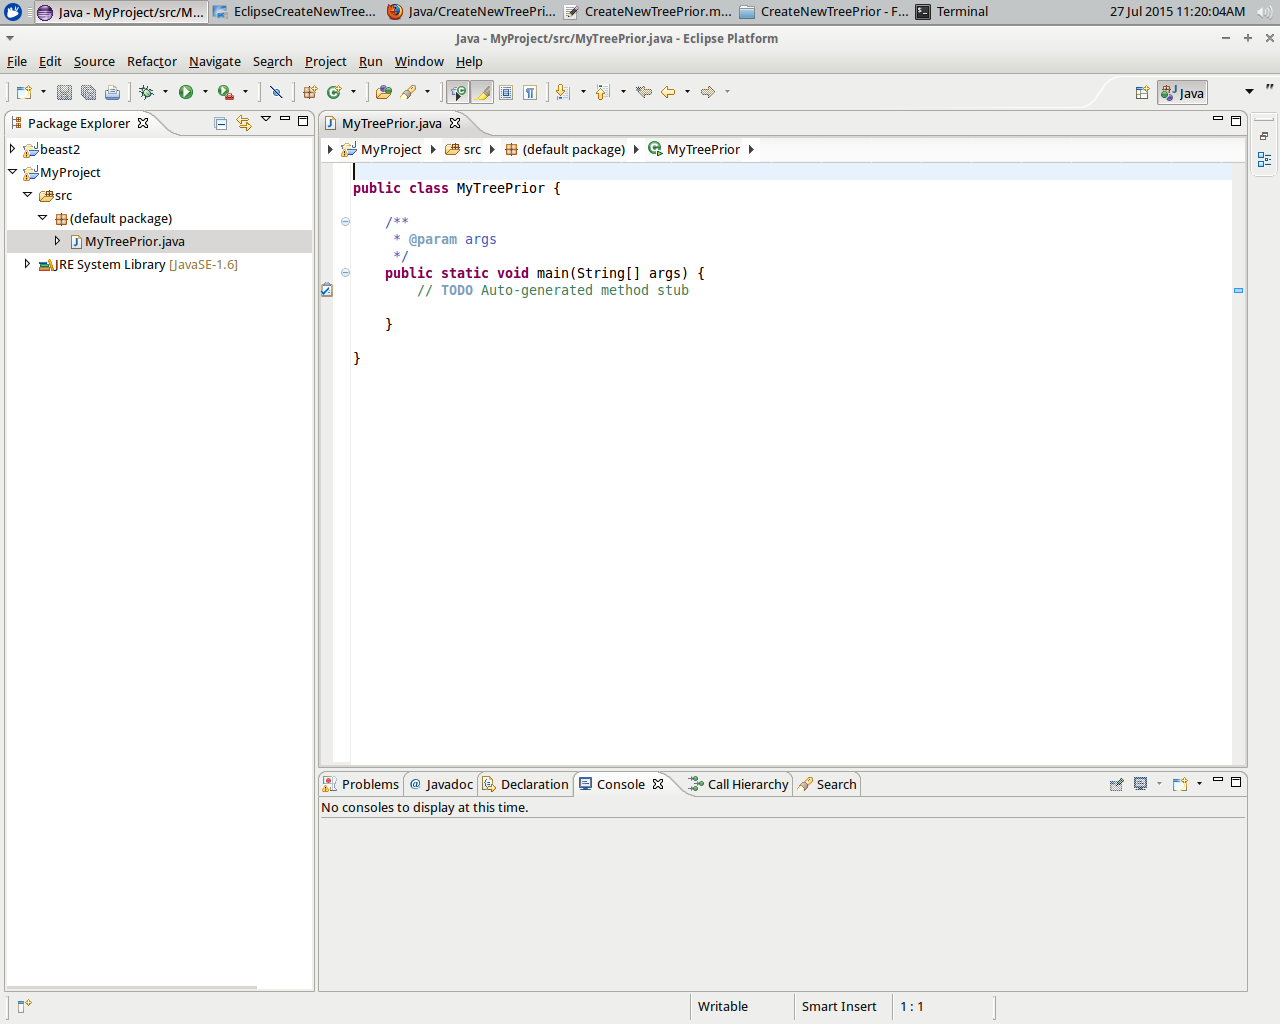 Java - MyProject/src/M...
EclipseCreateNewTree...
Java/CreateNewTreePri...
CreateNewTreePrior.m...
CreateNewTreePrior - F...
Terminal
27 Jul 2015 11:20:04AM
Java - MyProject/src/MyTreePrior.java - Eclipse Platform
File Edit Source Refactor Navigate Search Project Run Window Help
Java
Package Explorer
beast2
MyProject
src
(default package)
MyTreePrior.java
JRE System Library [JavaSE-1.6]
MyTreePrior.java
MyProject src (default package) MyTreePrior
public class MyTreePrior {
/**
* @param args
*/
public static void main(String[] args) {
// TODO Auto-generated method stub
}
}
Problems @ Javadoc Declaration Console Call Hierarchy Search
No consoles to display at this time.
Writable Smart Insert 1 : 1